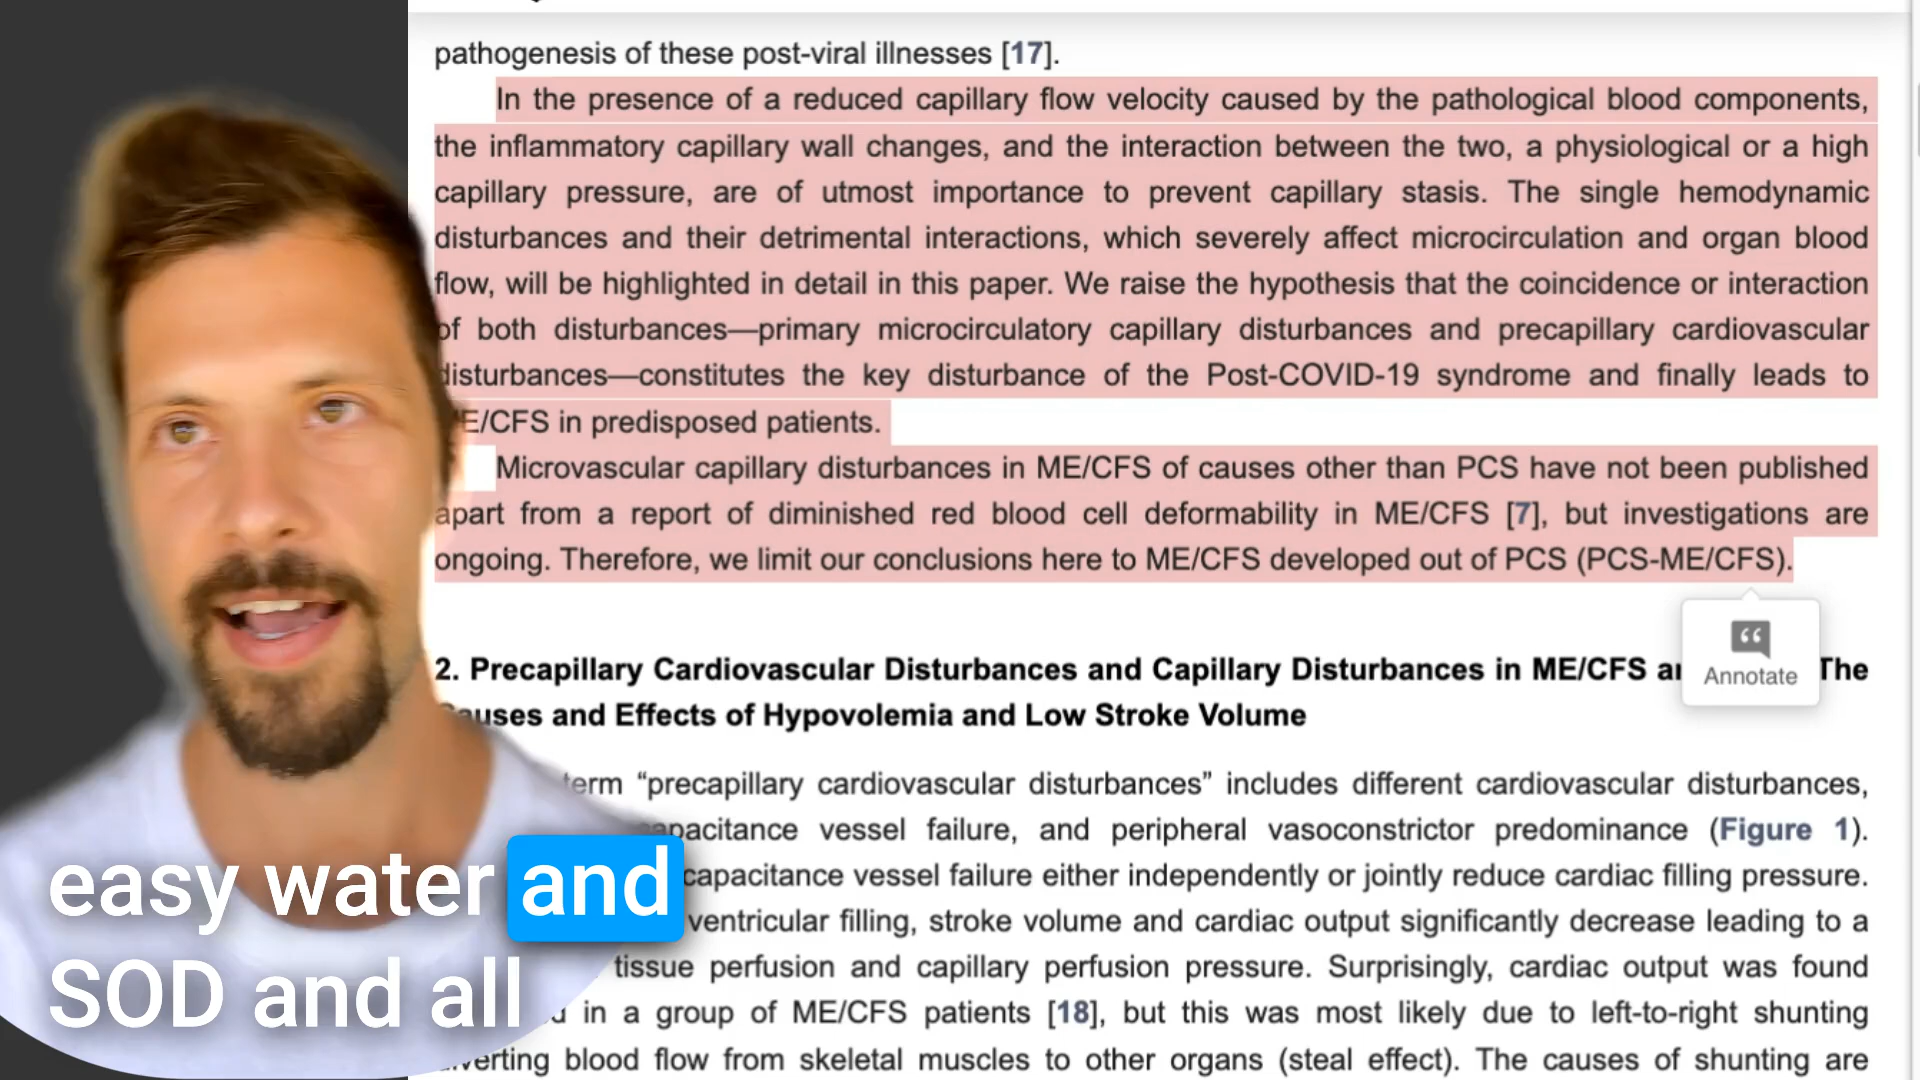 pathogenesis of these post-viral illnesses [17].
In the presence of a reduced capillary flow velocity caused by the pathological blood components,
the inflammatory capillary wall changes, and the interaction between the two, a physiological or a high
capillary pressure, are of utmost importance to prevent capillary stasis. The single hemodynamic
disturbances and their detrimental interactions, which severely affect microcirculation and organ blood
flow, will be highlighted in detail in this paper. We raise the hypothesis that the coincidence or interaction
of both disturbances—primary microcirculatory capillary disturbances and precapillary cardiovascular
disturbances—constitutes the key disturbance of the Post-COVID-19 syndrome and finally leads to
E/CFS in predisposed patients.
Microvascular capillary disturbances in ME/CFS of causes other than PCS have not been published
apart from a report of diminished red blood cell deformability in ME/CFS [7], but investigations are
ongoing. Therefore, we limit our conclusions here to ME/CFS developed out of PCS (PCS-ME/CFS).
Annotate
2. Precapillary Cardiovascular Disturbances and Capillary Disturbances in ME/CFS The
Causes and Effects of Hypovolemia and Low Stroke Volume
term “precapillary cardiovascular disturbances” includes different cardiovascular disturbances,
capacitance vessel failure, and peripheral vasoconstrictor predominance (Figure 1).
capacitance vessel failure either independently or jointly reduce cardiac filling pressure.
ventricular filling, stroke volume and cardiac output significantly decrease leading to a
tissue perfusion and capillary perfusion pressure. Surprisingly, cardiac output was found
in a group of ME/CFS patients [18], but this was most likely due to left-to-right shunting
blood flow from skeletal muscles to other organs (steal effect). The causes of shunting are
easy water and
SOD and all